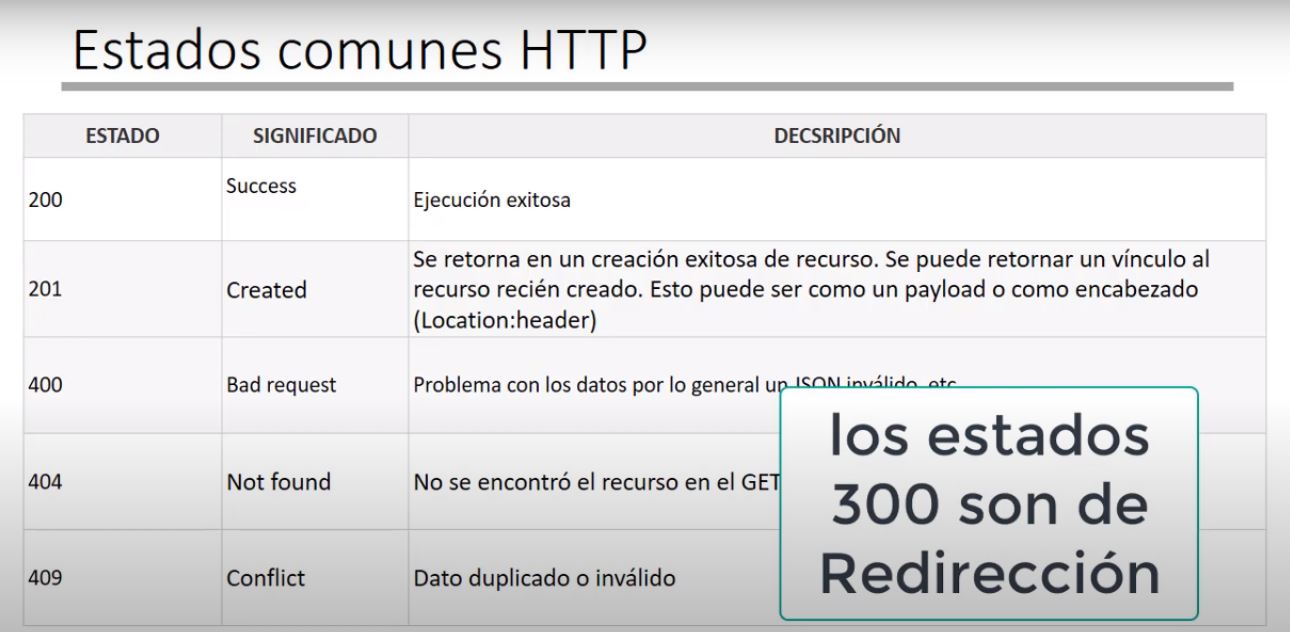 Estados comunes HTTP
ESTADO SIGNIFICADO DECSRIPCIÓN
200 Success Ejecución exitosa
201 Created Se retorna en un creación exitosa de recurso. Se puede retornar un vínculo al
recurso recién creado. Esto puede ser como un payload o como encabezado
(Location:header)
400 Bad request Problema con los datos por lo general un JSON inválido, etc
404 Not found No se encontró el recurso en el GET
409 Conflict Dato duplicado o inválido
los estados
300 son de
Redirección